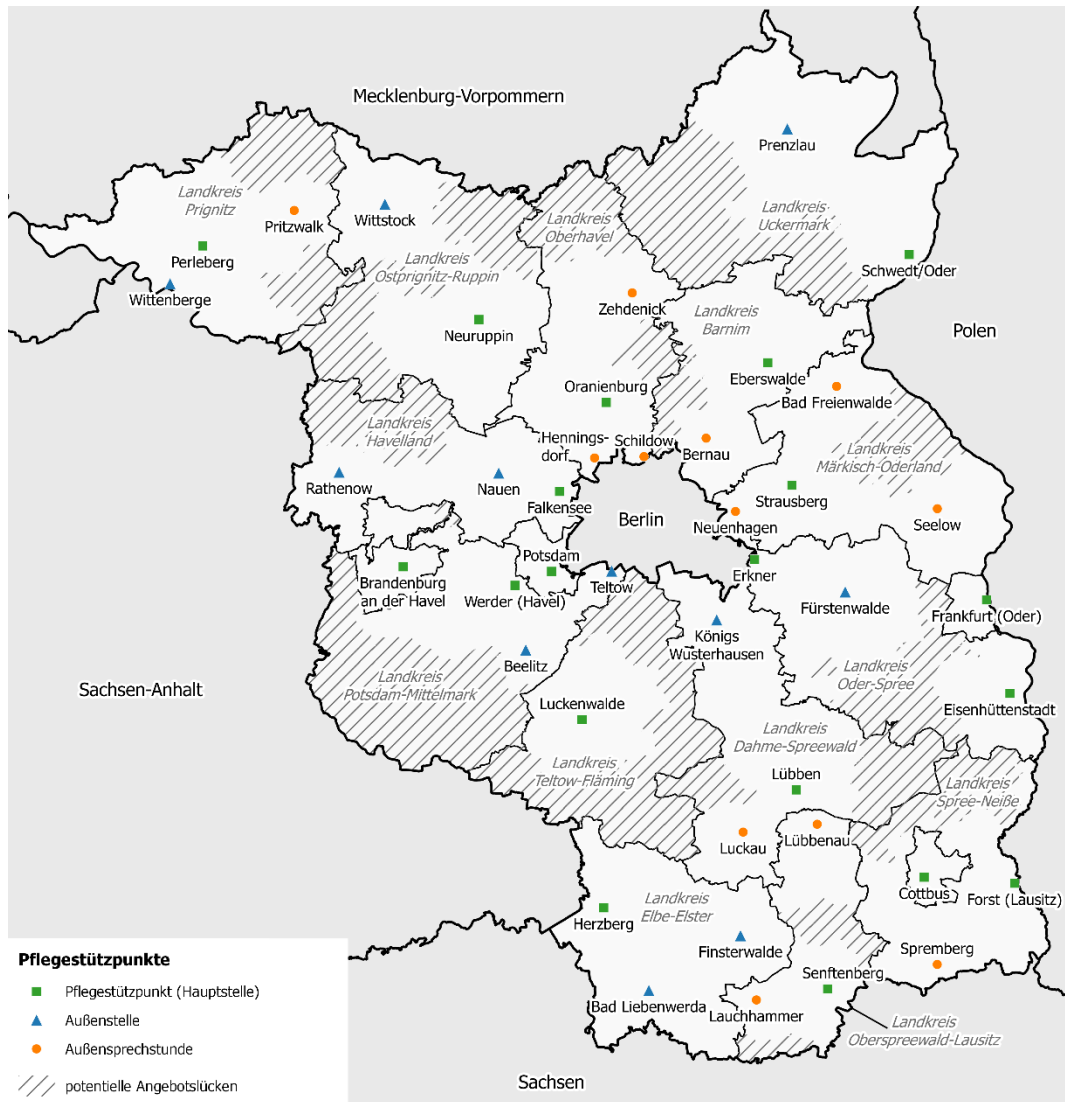 Mecklenburg-Vorpommern
Prenzlau
Landkreis
Prignitz
Pritzwalk
Wittstock
Landkreis
Oberhavel
Landkreis-
Uckermark
Perleberg
Landkreis
Ostprignitz-Ruppin
Schwedt/Oder
Wittenberge
Zehdenick
Landkreis
Barnim
Polen
Neuruppin
Eberswalde
Oranienburg
Bad Freienwalde
Landkreis
Havelland
Hennings-
dorf
Schildow
Bernau
Landkreis
Märkisch-Oderland
Rathenow
Nauen
Falkensee
Strausberg
Berlin
Neuenhagen
Seelow
Potsdam
Brandenburg
an der Havel
Werder (Havel)
Teltow
Erkner
Fürstenwalde
Frankfurt (Oder)
Königs
Wusterhausen
Beelitz
Landkreis
Potsdam-Mittelmark
Landkreis
Oder-Spree
Sachsen-Anhalt
Luckenwalde
Eisenhüttenstadt
Landkreis
Dahme-Spreewald
Landkreis
Teltow-Fläming
Lübben
Landkreis
Spree-Neiße
Luckau
Lübbenau
Cottbus
Forst (Lausitz)
Landkreis
Elbe-Elster
Herzberg
Finsterwalde
Spremberg
Senftenberg
Bad Liebenwerda
Lauchhammer
Landkreis
Oberspreewald-Lausitz
Sachsen
Pflegestützpunkte
Pflegestützpunkt (Hauptstelle)
Außenstelle
Außensprechstunde
potentielle Angebotslücken